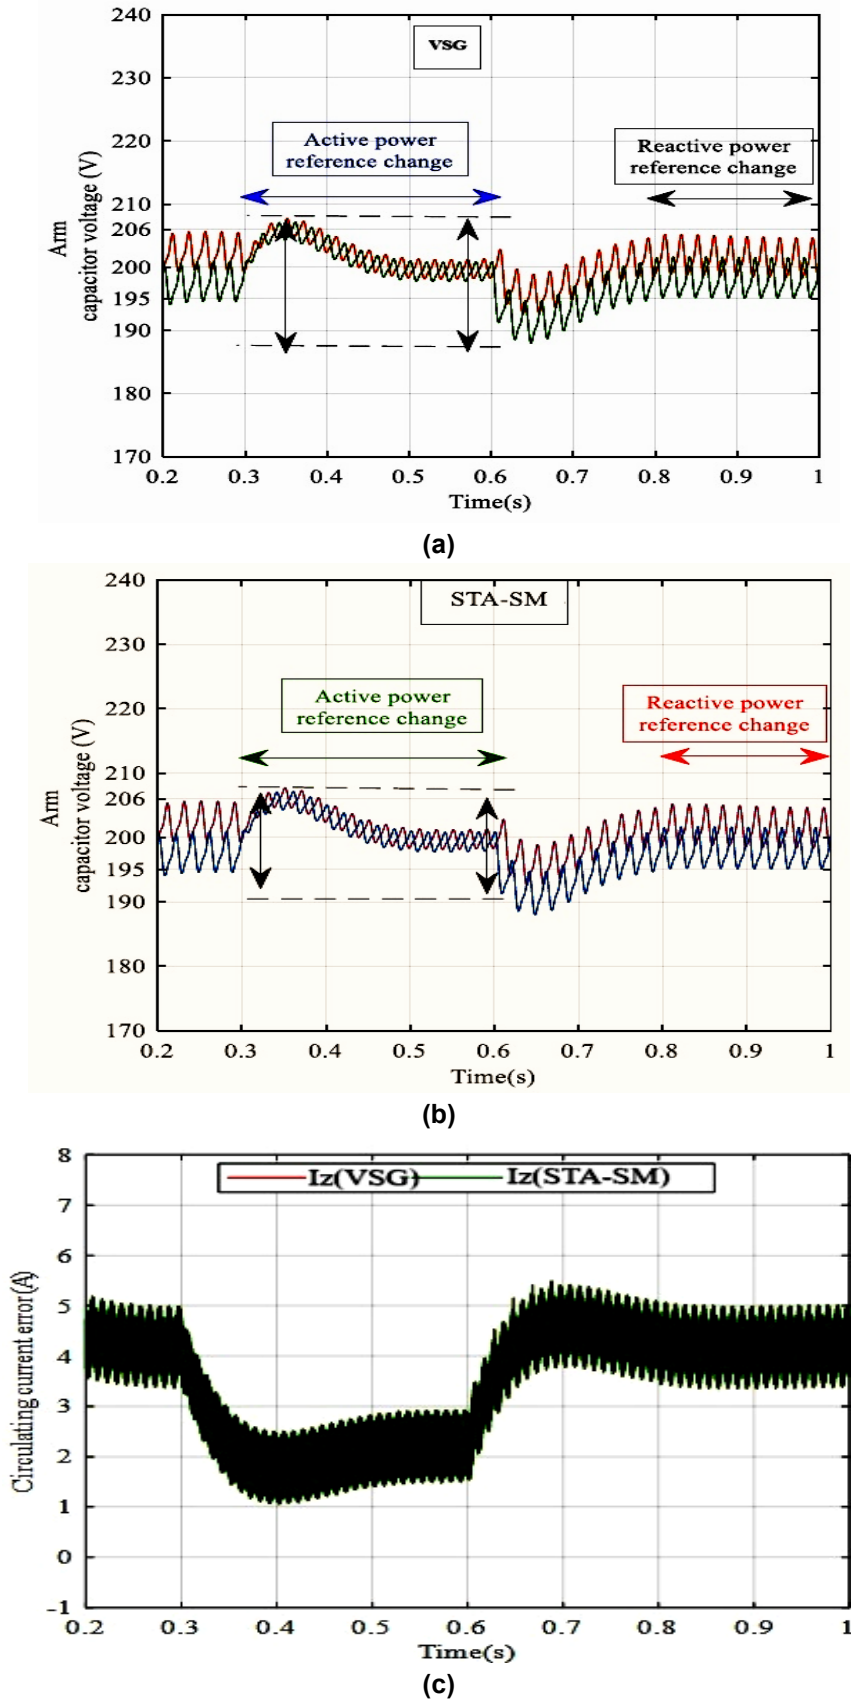 240
VSG
230
220
Active power
reference change
Reactive power
reference change
210
206
200
195
190
180
170
Arm
capacitor voltage (V)
0.2 0.3 0.4 0.5 0.6 0.7 0.8 0.9 1
Time(s)
(a)
240
STA-SM
230
220
Active power
reference change
Reactive power
reference change
210
206
200
195
190
180
170
Arm
capacitor voltage (V)
0.2 0.3 0.4 0.5 0.6 0.7 0.8 0.9 1
Time(s)
(b)
8
Iz(VSG) Iz(STA-SM)
7
6
5
4
3
2
1
0
-1
Circulating current error(A)
0.2 0.3 0.4 0.5 0.6 0.7 0.8 0.9 1
Time(s)
(c)